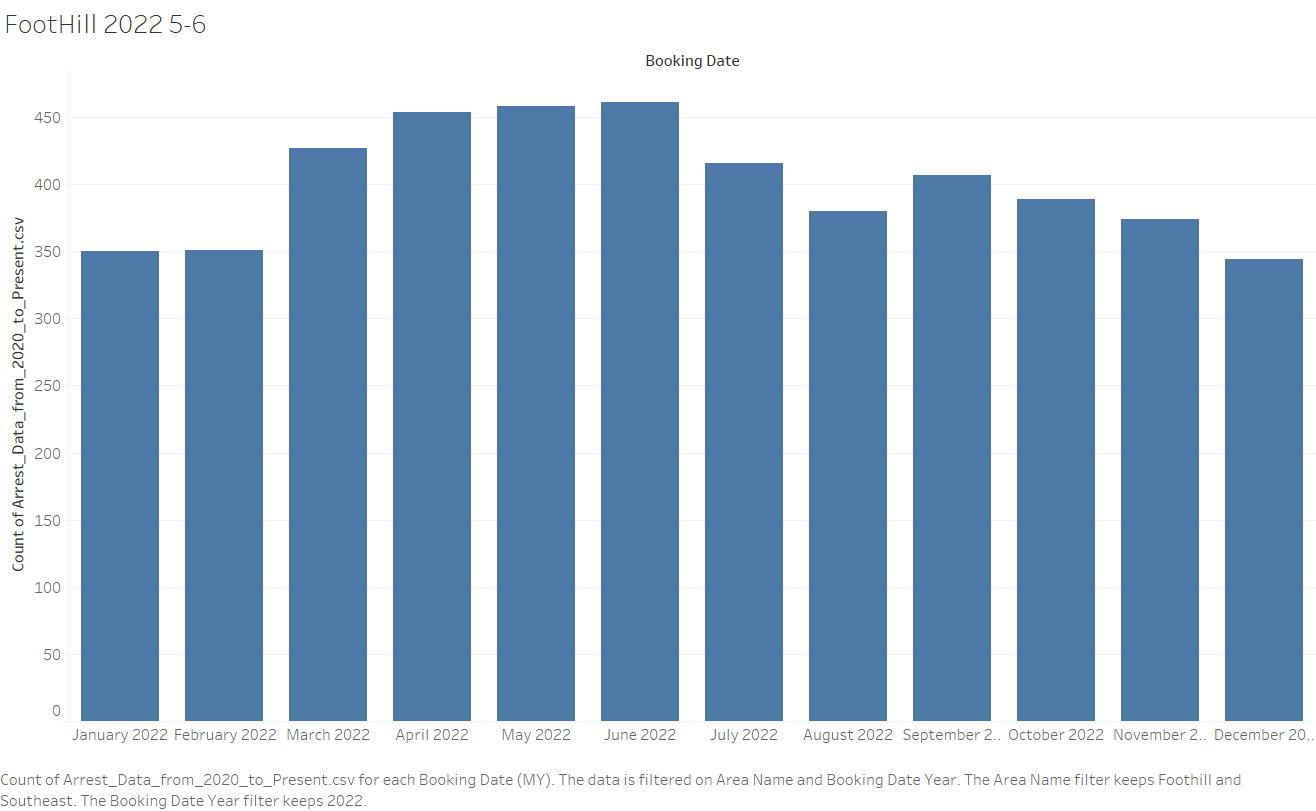 FootHill 2022 5-6
Booking Date
Count of Arrest_Data_from_2020_to_Present.csv
450
400
350
300
250
200
150
100
50
0
January 2022 February 2022 March 2022 April 2022 May 2022 June 2022 July 2022 August 2022 September 2.. October 2022 November 2.. December 20..
Count of Arrest_Data_from_2020_to_Present.csv for each Booking Date (MY). The data is filtered on Area Name and Booking Date Year. The Area Name filter keeps Foothill and
Southeast. The Booking Date Year filter keeps 2022.